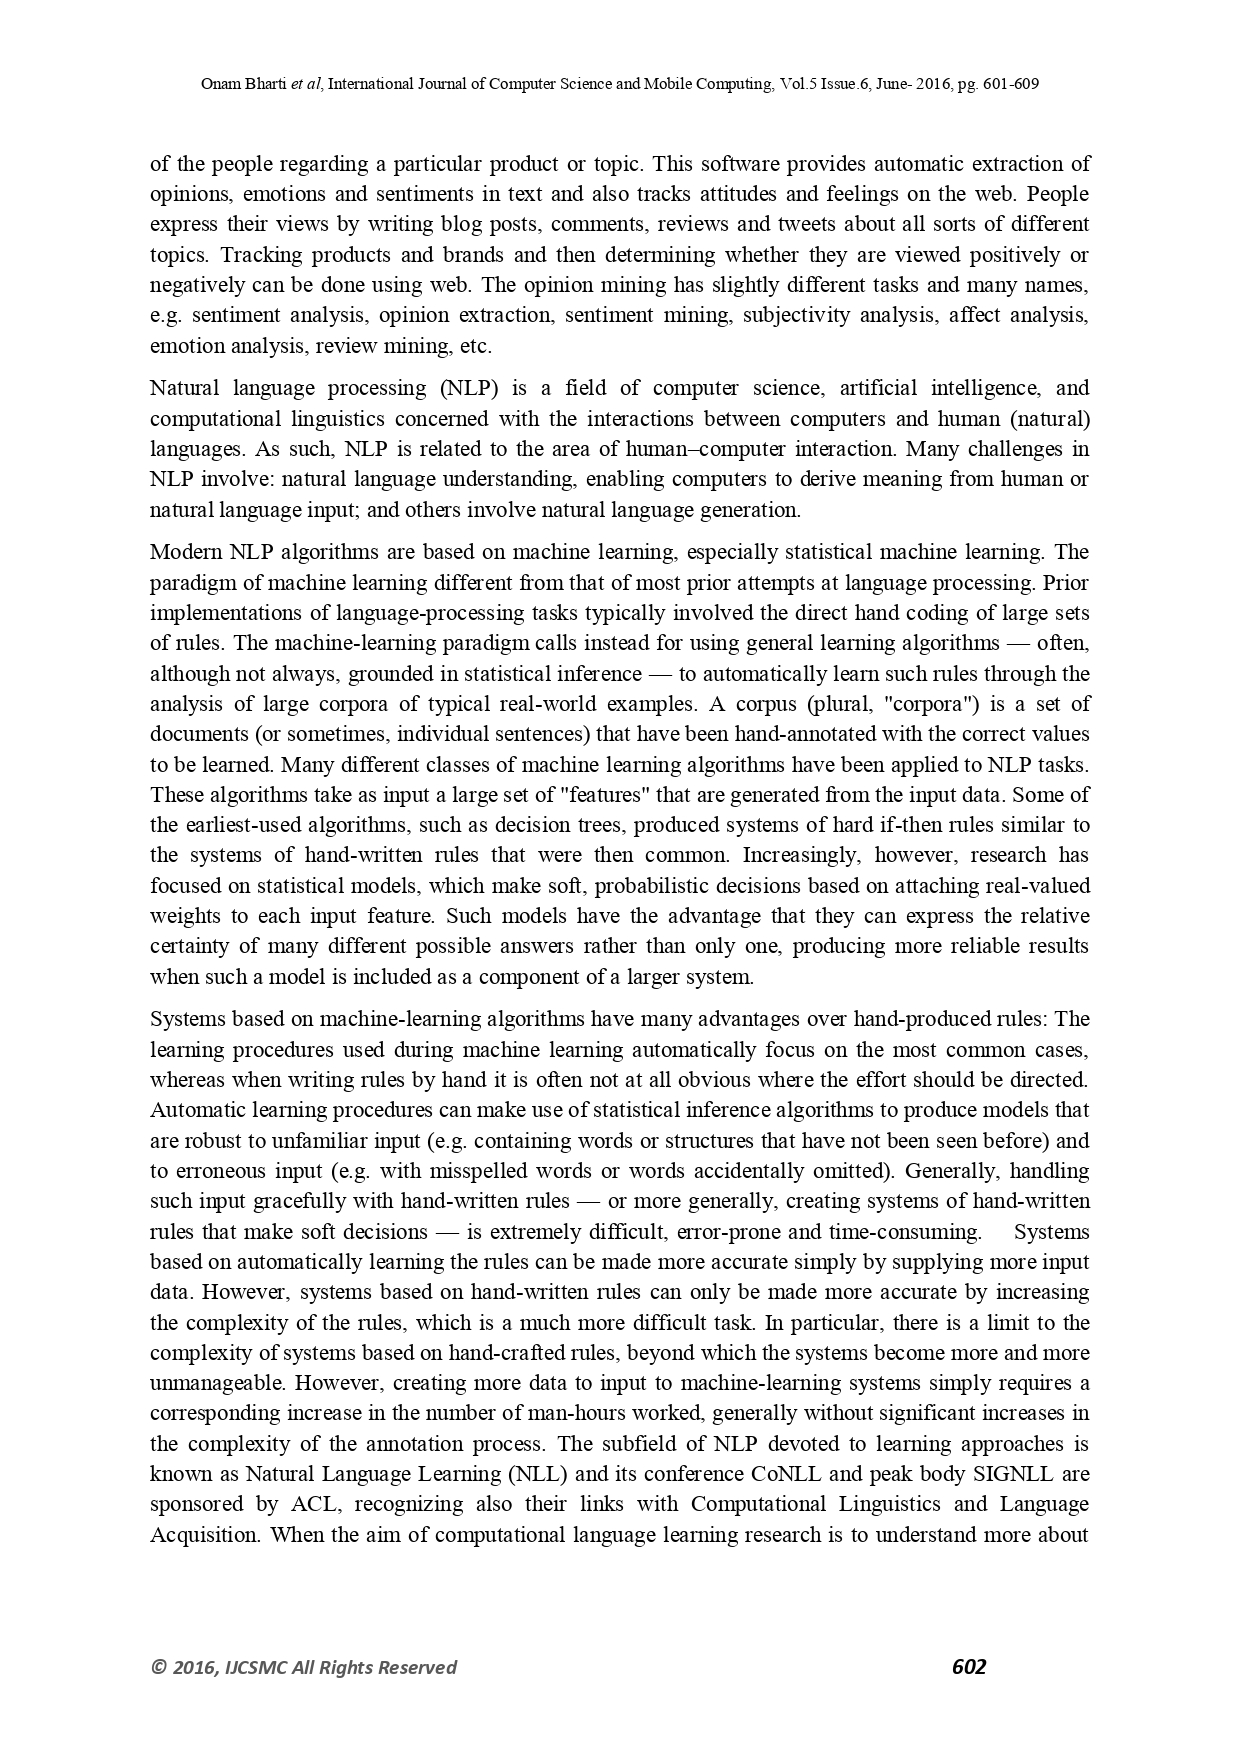 Onam Bharti et al, International Journal of Computer Science and Mobile Computing, Vol.5 Issue.6, June- 2016, pg. 601-609
of the people regarding a particular product or topic. This software provides automatic extraction of
opinions, emotions and sentiments in text and also tracks attitudes and feelings on the web. People
express their views by writing blog posts, comments, reviews and tweets about all sorts of different
topics. Tracking products and brands and then determining whether they are viewed positively or
negatively can be done using web. The opinion mining has slightly different tasks and many names,
e.g. sentiment analysis, opinion extraction, sentiment mining, subjectivity analysis, affect analysis,
emotion analysis, review mining, etc.
Natural language processing (NLP) is a field of computer science, artificial intelligence, and
computational linguistics concerned with the interactions between computers and human (natural)
languages. As such, NLP is related to the area of human–computer interaction. Many challenges in
NLP involve: natural language understanding, enabling computers to derive meaning from human or
natural language input; and others involve natural language generation.
Modern NLP algorithms are based on machine learning, especially statistical machine learning. The
paradigm of machine learning different from that of most prior attempts at language processing. Prior
implementations of language-processing tasks typically involved the direct hand coding of large sets
of rules. The machine-learning paradigm calls instead for using general learning algorithms — often,
although not always, grounded in statistical inference — to automatically learn such rules through the
analysis of large corpora of typical real-world examples. A corpus (plural, "corpora") is a set of
documents (or sometimes, individual sentences) that have been hand-annotated with the correct values
to be learned. Many different classes of machine learning algorithms have been applied to NLP tasks.
These algorithms take as input a large set of "features" that are generated from the input data. Some of
the earliest-used algorithms, such as decision trees, produced systems of hard if-then rules similar to
the systems of hand-written rules that were then common. Increasingly, however, research has
focused on statistical models, which make soft, probabilistic decisions based on attaching real-valued
weights to each input feature. Such models have the advantage that they can express the relative
certainty of many different possible answers rather than only one, producing more reliable results
when such a model is included as a component of a larger system.
Systems based on machine-learning algorithms have many advantages over hand-produced rules: The
learning procedures used during machine learning automatically focus on the most common cases,
whereas when writing rules by hand it is often not at all obvious where the effort should be directed.
Automatic learning procedures can make use of statistical inference algorithms to produce models that
are robust to unfamiliar input (e.g. containing words or structures that have not been seen before) and
to erroneous input (e.g. with misspelled words or words accidentally omitted). Generally, handling
such input gracefully with hand-written rules — or more generally, creating systems of hand-written
rules that make soft decisions — is extremely difficult, error-prone and time-consuming. Systems
based on automatically learning the rules can be made more accurate simply by supplying more input
data. However, systems based on hand-written rules can only be made more accurate by increasing
the complexity of the rules, which is a much more difficult task. In particular, there is a limit to the
complexity of systems based on hand-crafted rules, beyond which the systems become more and more
unmanageable. However, creating more data to input to machine-learning systems simply requires a
corresponding increase in the number of man-hours worked, generally without significant increases in
the complexity of the annotation process. The subfield of NLP devoted to learning approaches is
known as Natural Language Learning (NLL) and its conference CoNLL and peak body SIGNLL are
sponsored by ACL, recognizing also their links with Computational Linguistics and Language
Acquisition. When the aim of computational language learning research is to understand more about
© 2016, IJCSMC All Rights Reserved 602